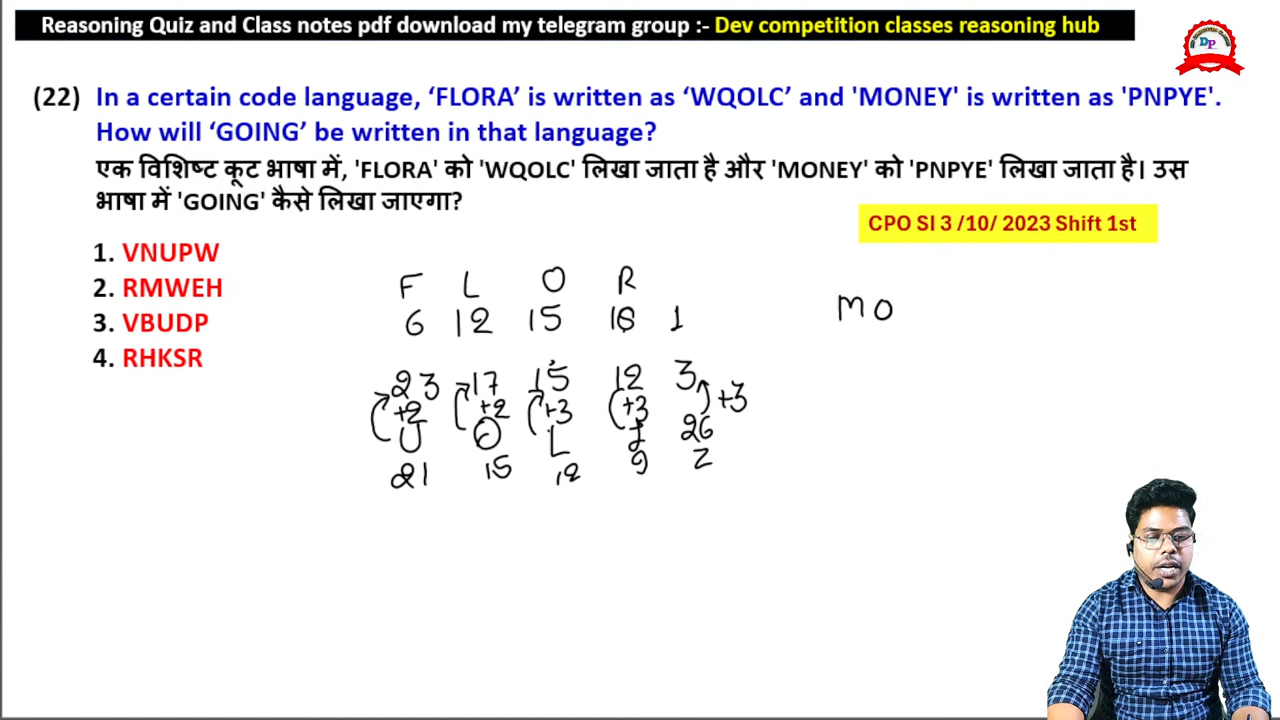 Reasoning Quiz and Class notes pdf download my telegram group :- Dev competition classes reasoning hub
DP
(22) In a certain code language, ‘FLORA’ is written as ‘WQOLC’ and 'MONEY' is written as 'PNPYE'.
How will ‘GOING’ be written in that language?
एक विशिष्ट कूट भाषा में, 'FLORA' को 'WQOLC' लिखा जाता है और 'MONEY' को 'PNPYE' लिखा जाता है। उस
भाषा में 'GOING' कैसे लिखा जाएगा?
CPO SI 3 /10/ 2023 Shift 1st
1. VNUPW
2. RMWEH
3. VBUDP
4. RHKSR
F L O R
6 12 15 18 1
M O
23 17 15 12 3
+2 +2 +3 +3 +3
U O L I 26
21 15 12 9 Z